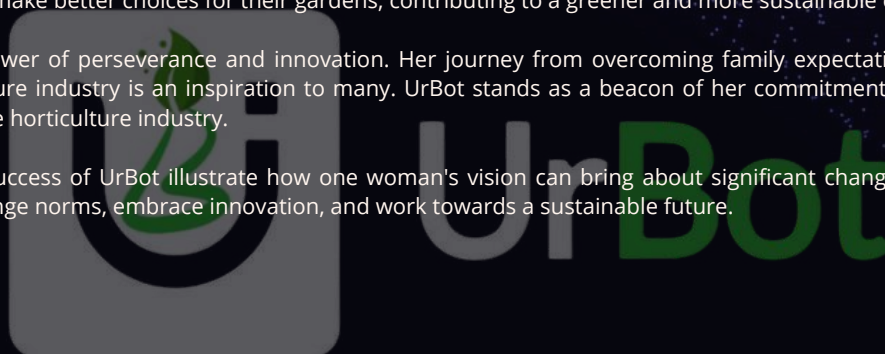 make better choices for their gardens, contributing to a greener and more sustainable
wer of perseverance and innovation. Her journey from overcoming family expectati
ure industry is an inspiration to many. UrBot stands as a beacon of her commitment
e horticulture industry.
uccess of UrBot illustrate how one woman's vision can bring about significant chang
nge norms, embrace innovation, and work towards a sustainable future.
UrBot